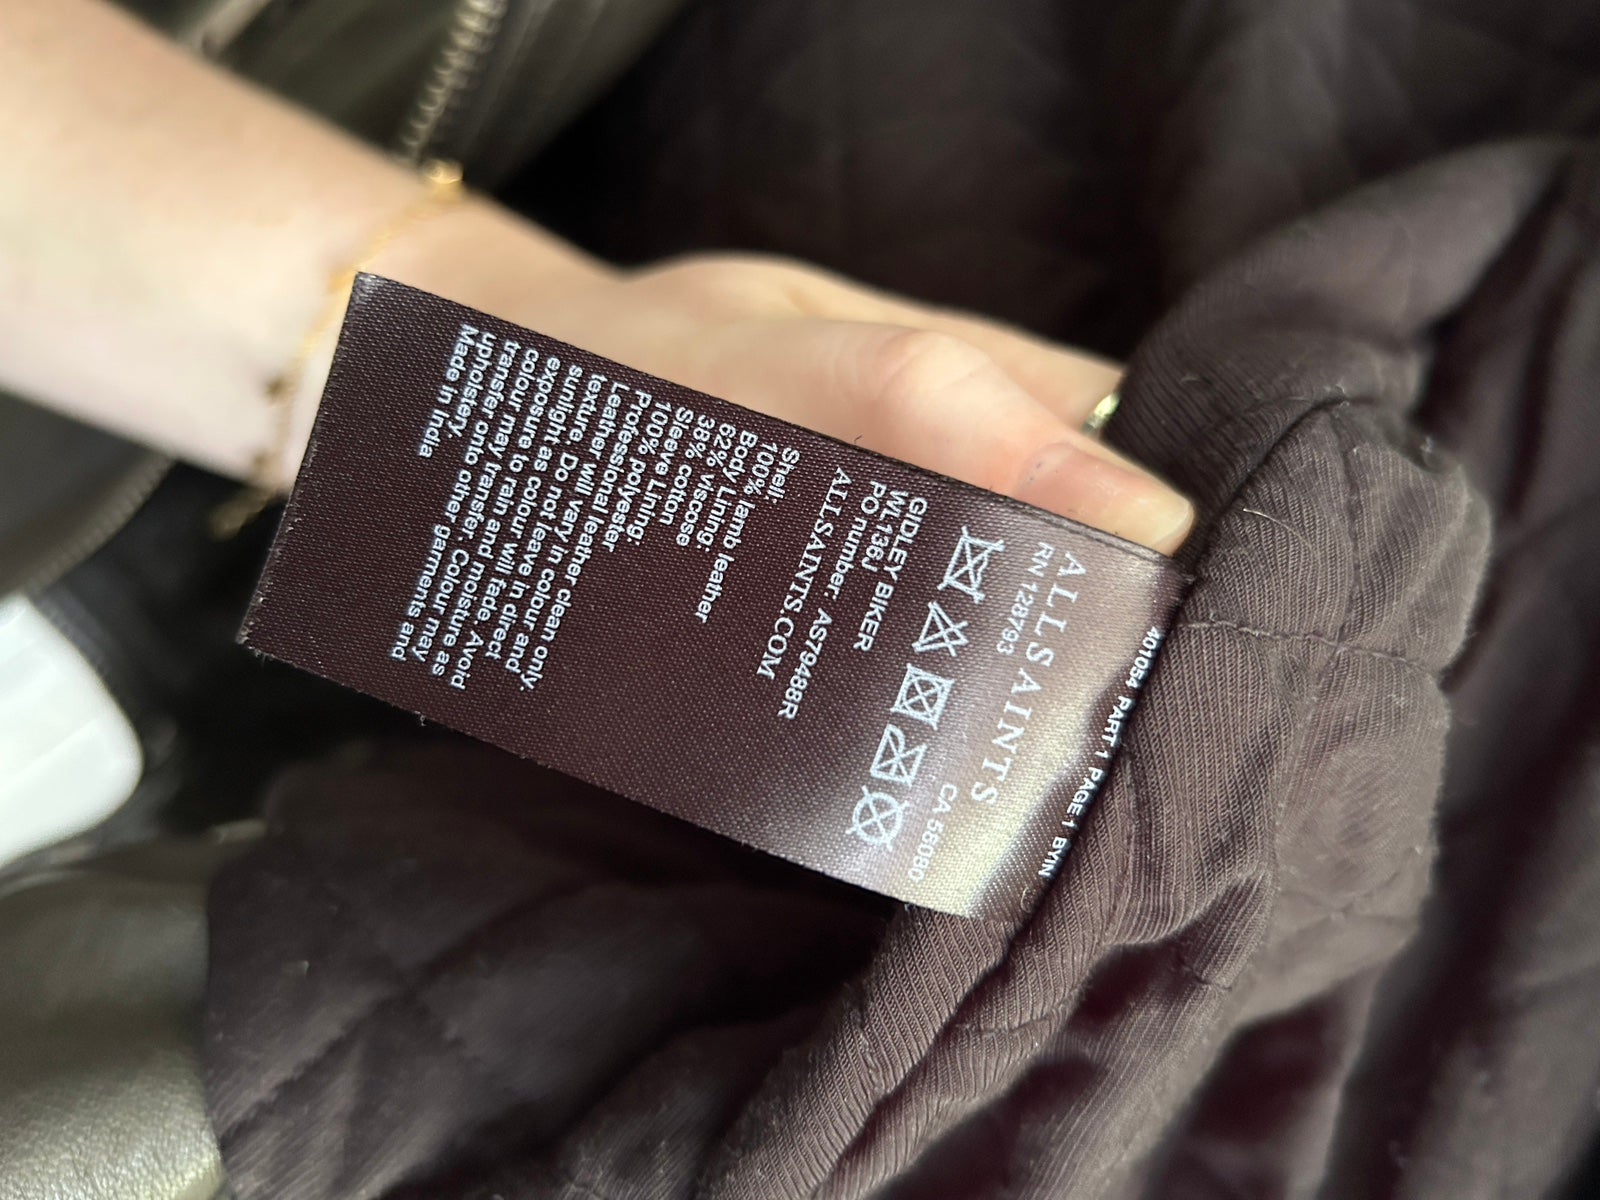 401054 PART 1 PAGE 1 BYIN
ALLSAINTS
RN 128793 CA 56080
GIDLEY BIKER
WL136J
PO number: AS79488R
ALLSAINTS.COM
Shell:
100% lamb leather
Body Lining:
62% viscose
38% cotton
Sleeve Lining:
100% polyester
Professional leather clean only.
Leather will vary in colour and
texture. Do not leave in direct
sunlight as colour will fade. Avoid
exposure to rain and moisture as
colour may transfer. Colour may
transfer onto other garments and
upholstery.
Made in India